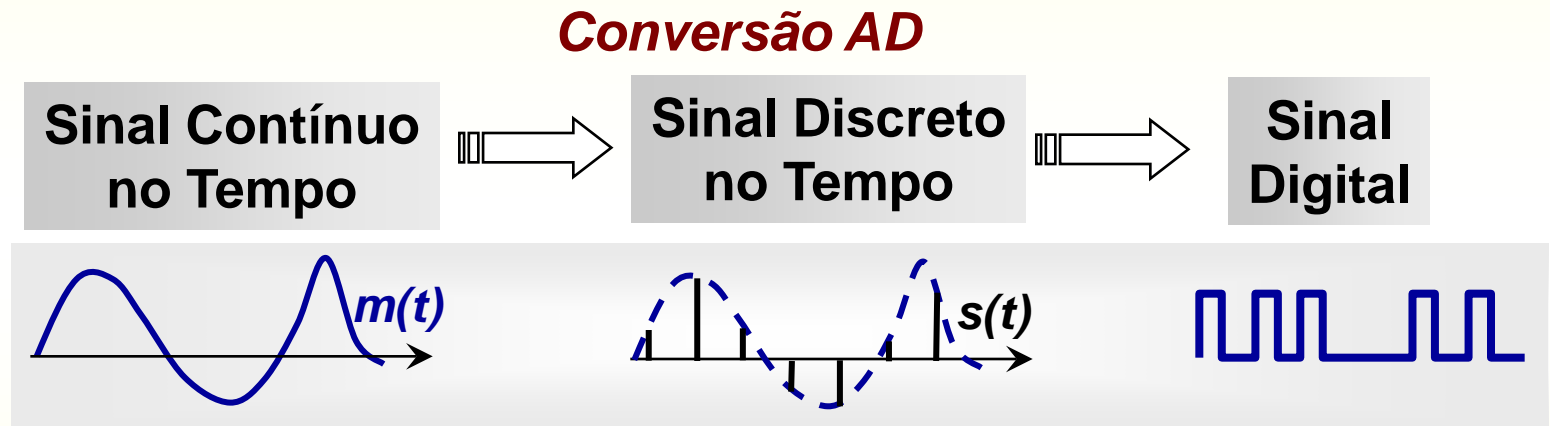 Conversão AD
Sinal Contínuo
no Tempo
Sinal Discreto
no Tempo
Sinal
Digital
m(t)
s(t)